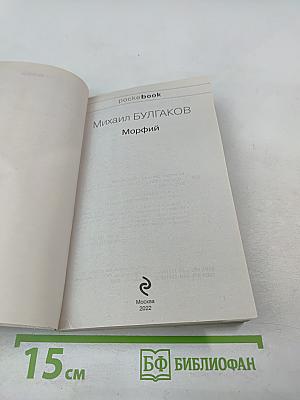 pocketbook
Михаил БУЛГАКОВ
Морфий
Москва
2022
15 см
БФ БИБЛИОФАН